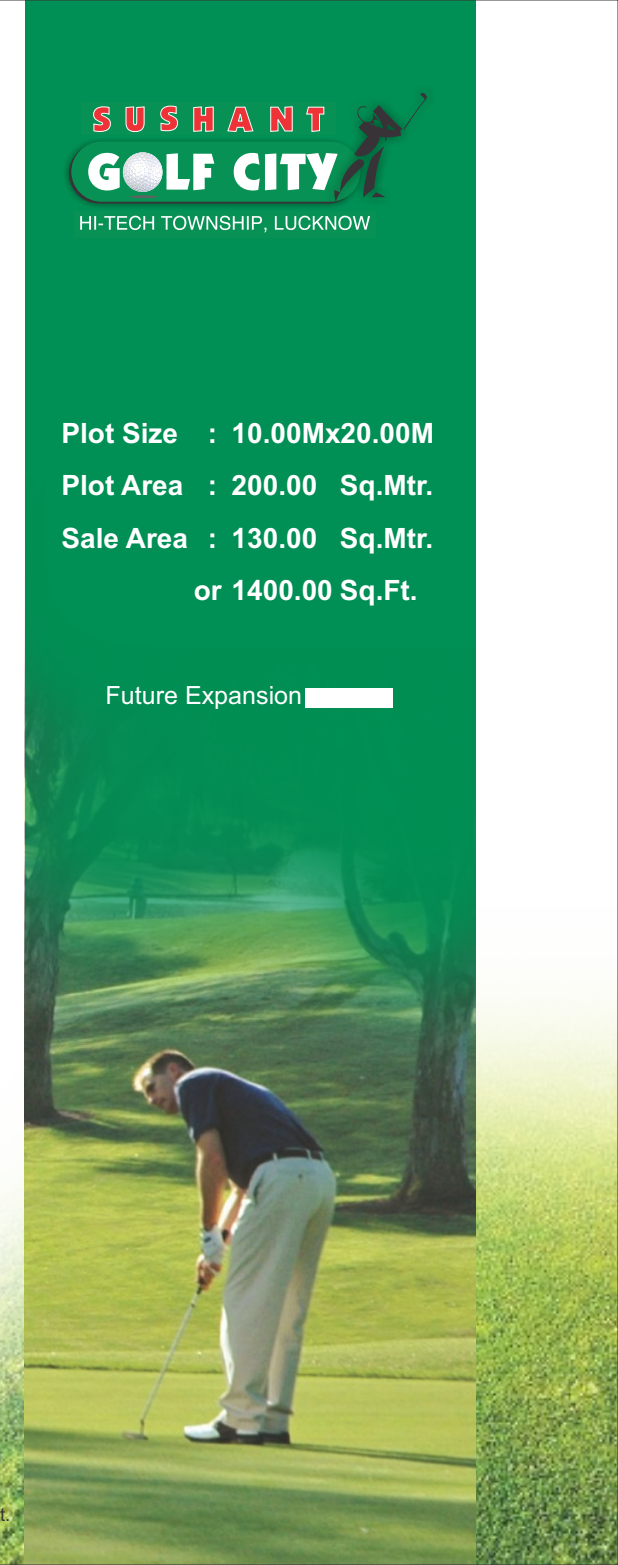 SUSHANT
GOLF CITY
HI-TECH TOWNSHIP, LUCKNOW
Plot Size : 10.00Mx20.00M
Plot Area : 200.00 Sq.Mtr.
Sale Area : 130.00 Sq.Mtr.
or 1400.00 Sq.Ft.
Future Expansion
t.